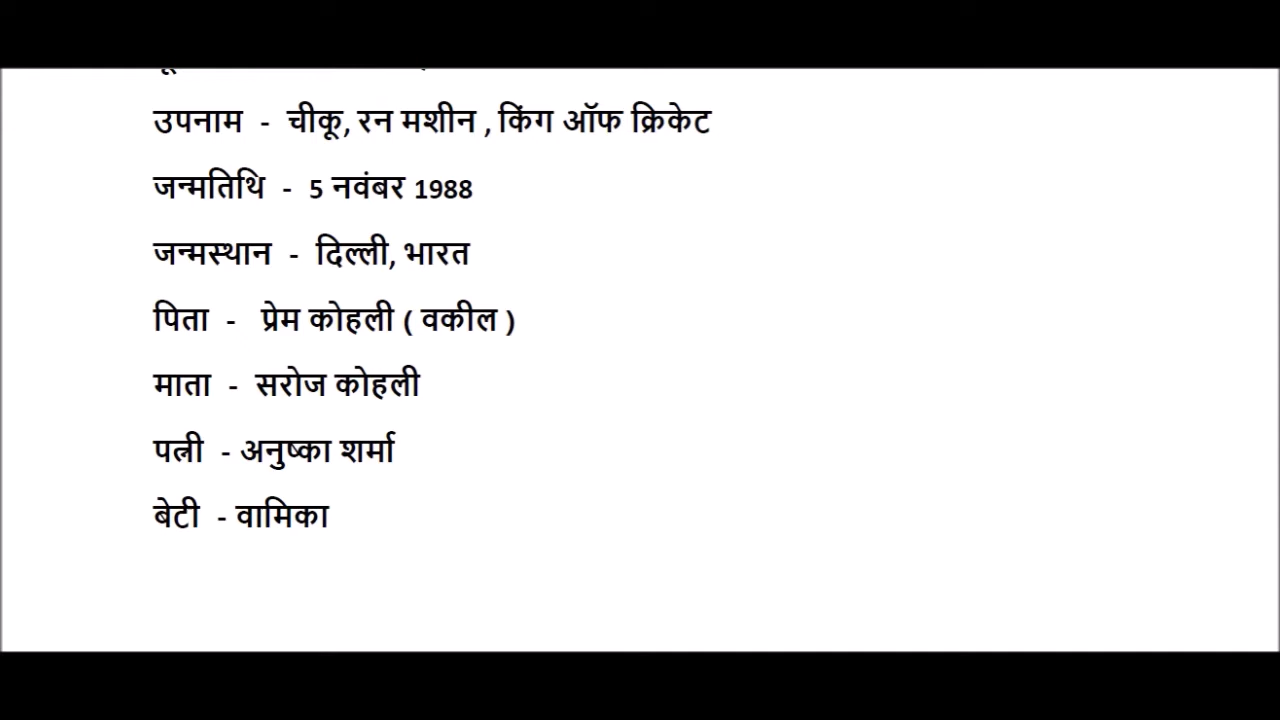 उपनाम - चीकू, रन मशीन , किंग ऑफ क्रिकेट
जन्मतिथि - 5 नवंबर 1988
जन्मस्थान - दिल्ली, भारत
पिता - प्रेम कोहली ( वकील )
माता - सरोज कोहली
पत्नी - अनुष्का शर्मा
बेटी - वामिका